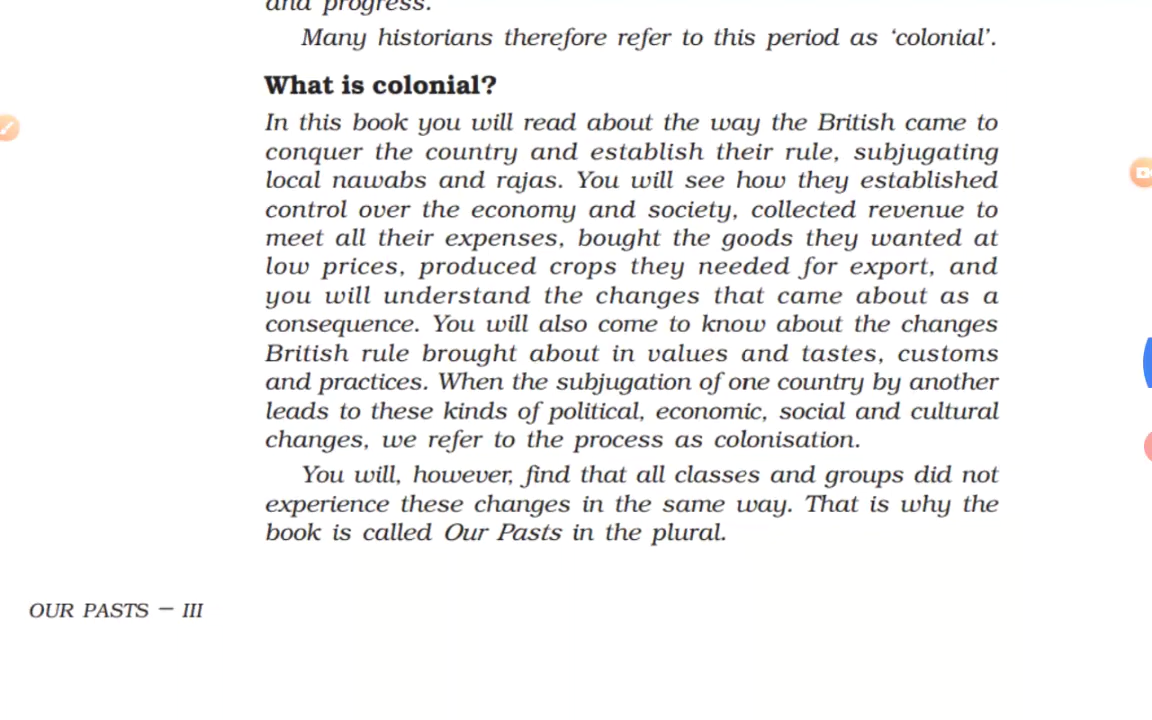 and progress.
Many historians therefore refer to this period as ‘colonial’.
What is colonial?
In this book you will read about the way the British came to
conquer the country and establish their rule, subjugating
local nawabs and rajas. You will see how they established
control over the economy and society, collected revenue to
meet all their expenses, bought the goods they wanted at
low prices, produced crops they needed for export, and
you will understand the changes that came about as a
consequence. You will also come to know about the changes
British rule brought about in values and tastes, customs
and practices. When the subjugation of one country by another
leads to these kinds of political, economic, social and cultural
changes, we refer to the process as colonisation.
You will, however, find that all classes and groups did not
experience these changes in the same way. That is why the
book is called Our Pasts in the plural.
OUR PASTS – III